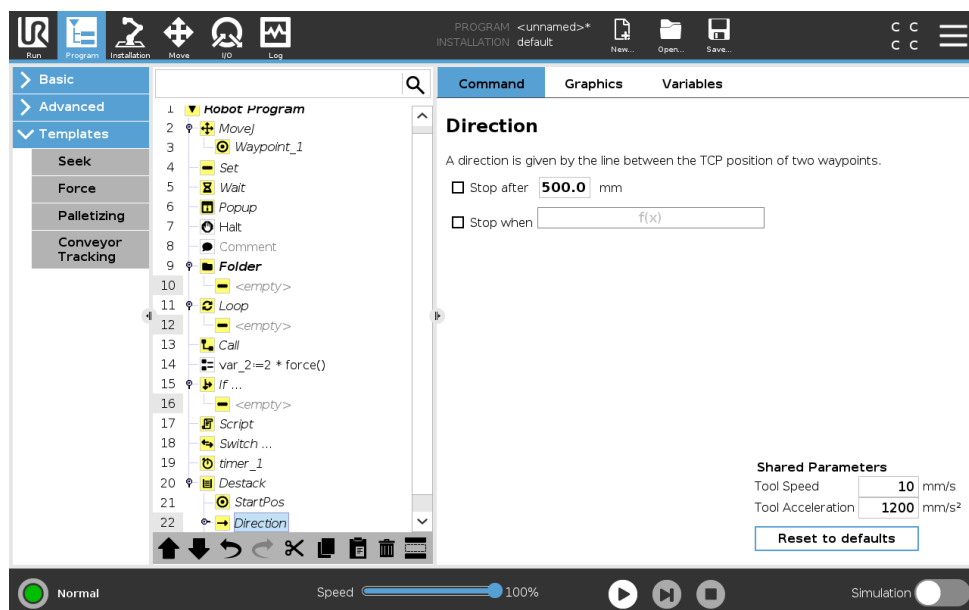 UR
PROGRAM <unnamed>*
INSTALLATION default
Run Program Installation Move I/O Log New... Open... Save...
C C
C C
Basic
Advanced
Templates
Seek
Force
Palletizing
Conveyor
Tracking
1 Robot Program
2 MoveJ
3 Waypoint_1
4 Set
5 Wait
6 Popup
7 Halt
8 Comment
9 Folder
10 <empty>
11 Loop
12 <empty>
13 Call
14 var_2:=2 * force()
15 If ...
16 <empty>
17 Script
18 Switch ...
19 timer_1
20 Destack
21 StartPos
22 Direction
Command Graphics Variables
Direction
A direction is given by the line between the TCP position of two waypoints.
Stop after 500.0 mm
Stop when f(x)
Shared Parameters
Tool Speed 10 mm/s
Tool Acceleration 1200 mm/s²
Reset to defaults
Normal
Speed 100%
Simulation